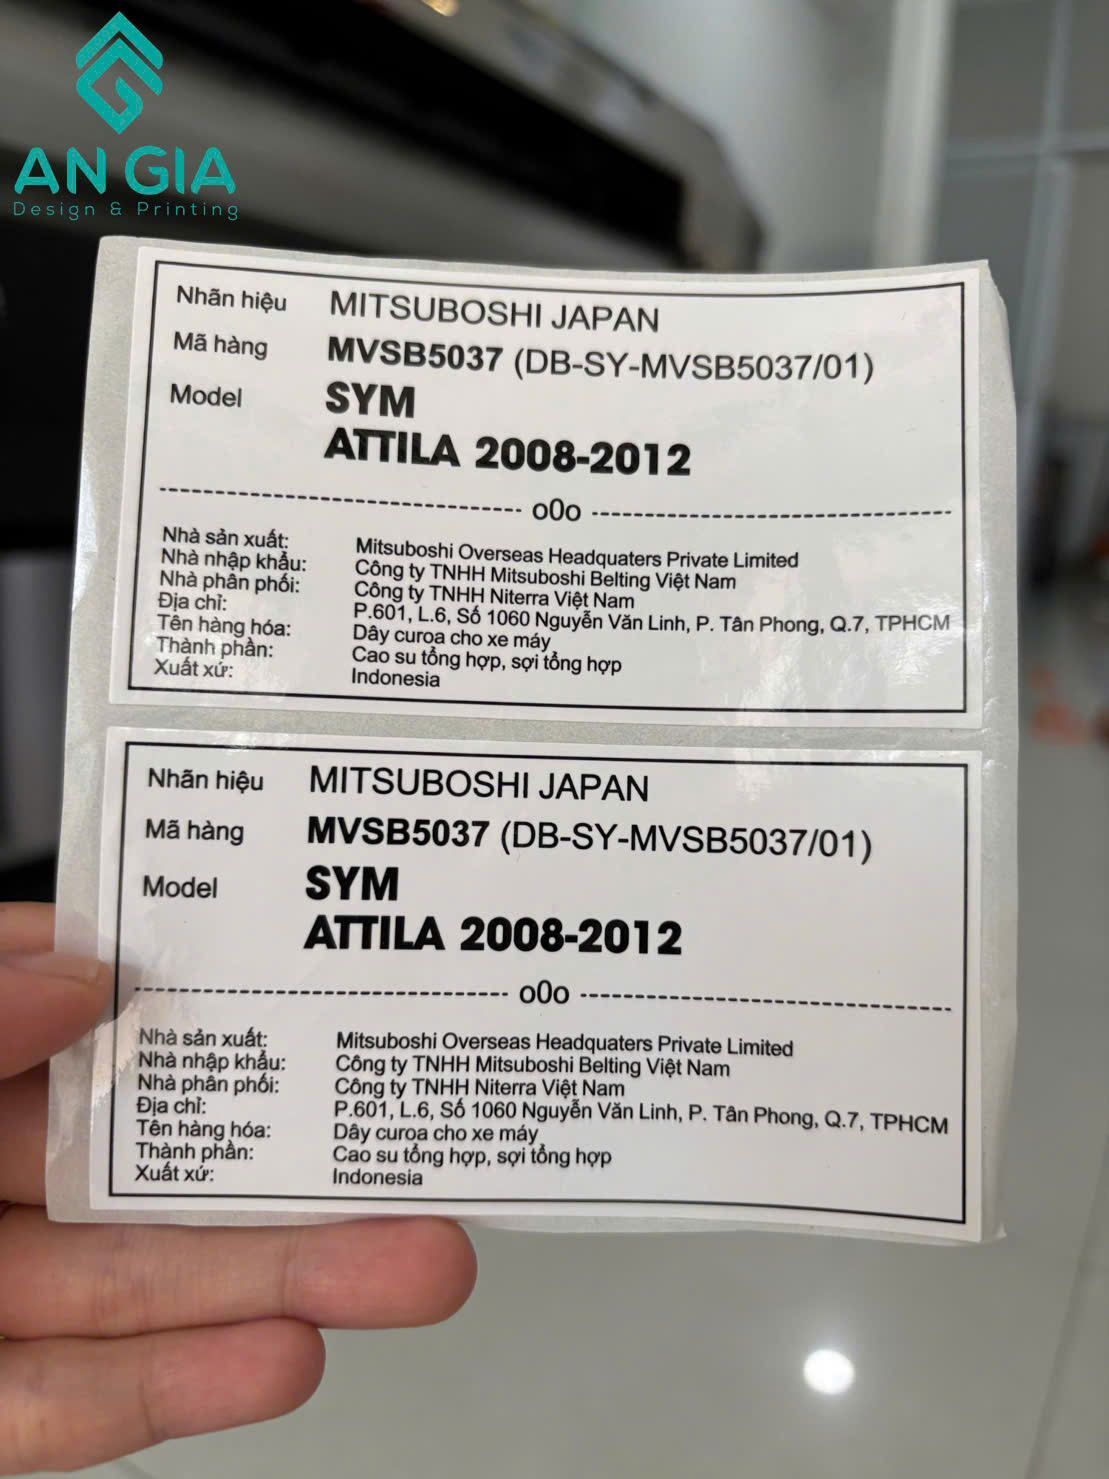 AN GIA
Design & Printing
Nhãn hiệu MITSUBOSHI JAPAN
Mã hàng MVSB5037 (DB-SY-MVSB5037/01)
Model SYM
ATTILA 2008-2012
o0o
Nhà sản xuất: Mitsuboshi Overseas Headquaters Private Limited
Nhà nhập khẩu: Công ty TNHH Mitsuboshi Belting Việt Nam
Nhà phân phối: Công ty TNHH Niterra Việt Nam
Địa chỉ: P.601, L.6, Số 1060 Nguyễn Văn Linh, P. Tân Phong, Q.7, TPHCM
Tên hàng hóa: Dây curoa cho xe máy
Thành phần: Cao su tổng hợp, sợi tổng hợp
Xuất xứ: Indonesia
Nhãn hiệu MITSUBOSHI JAPAN
Mã hàng MVSB5037 (DB-SY-MVSB5037/01)
Model SYM
ATTILA 2008-2012
o0o
Nhà sản xuất: Mitsuboshi Overseas Headquaters Private Limited
Nhà nhập khẩu: Công ty TNHH Mitsuboshi Belting Việt Nam
Nhà phân phối: Công ty TNHH Niterra Việt Nam
Địa chỉ: P.601, L.6, Số 1060 Nguyễn Văn Linh, P. Tân Phong, Q.7, TPHCM
Tên hàng hóa: Dây curoa cho xe máy
Thành phần: Cao su tổng hợp, sợi tổng hợp
Xuất xứ: Indonesia